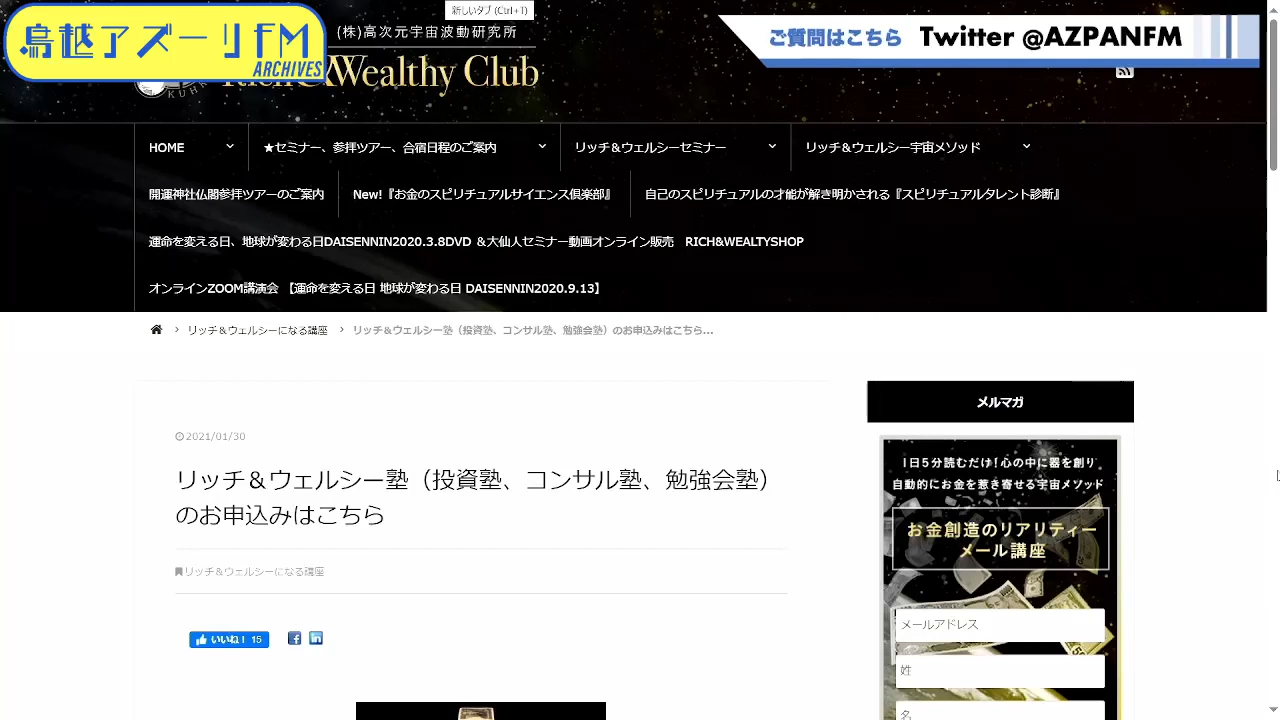 新しいタブ (Ctrl+T)
鳥越アズーリFM
ARCHIVES
(株)高次元宇宙波動研究所
Rich&Wealthy Club
KUHR
ご質問はこちら Twitter @AZPANFM
HOME
★セミナー、参拝ツアー、合宿日程のご案内
リッチ＆ウェルシーセミナー
リッチ＆ウェルシー宇宙メソッド
開運神社仏閣参拝ツアーのご案内
New!『お金のスピリチュアルサイエンス倶楽部』
自己のスピリチュアルの才能が解き明かされる『スピリチュアルタレント診断』
運命を変える日、地球が変わる日DAISENNIN2020.3.8DVD ＆大仙人セミナー動画オンライン販売 RICH&WEALTYSHOP
オンラインZOOM講演会 【運命を変える日 地球が変わる日 DAISENNIN2020.9.13】
リッチ＆ウェルシーになる講座
リッチ＆ウェルシー塾（投資塾、コンサル塾、勉強会塾）のお申込みはこちら...
2021/01/30
リッチ＆ウェルシー塾（投資塾、コンサル塾、勉強会塾）
のお申込みはこちら
リッチ＆ウェルシーになる講座
いいね！ 15
メルマガ
1日5分読むだけ！心の中に器を創り
自動的にお金を惹き寄せる宇宙メソッド
お金創造のリアリティー
メール講座
メールアドレス
姓
名